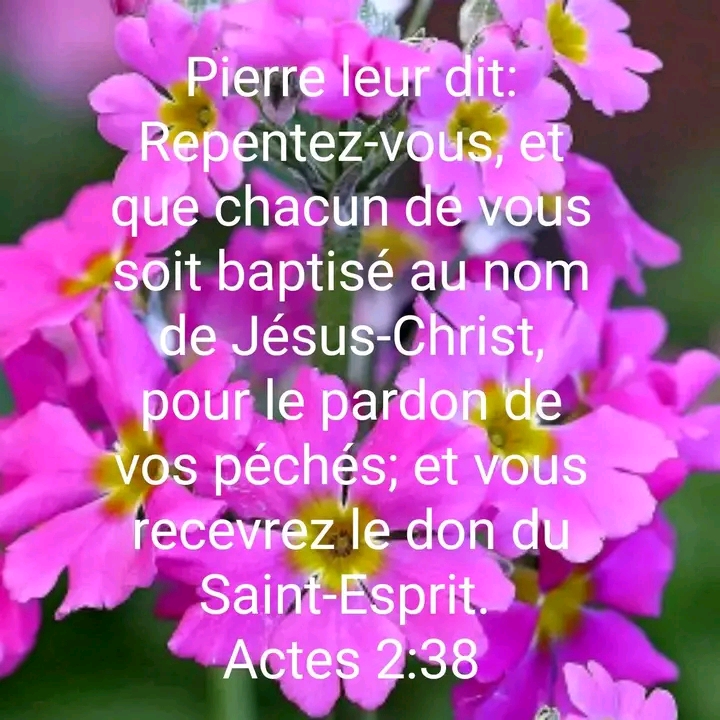 Pierre leur dit:
Repentez-vous, et
que chacun de vous
soit baptisé au nom
de Jésus-Christ,
pour le pardon de
vos péchés; et vous
recevrez le don du
Saint-Esprit.
Actes 2:38